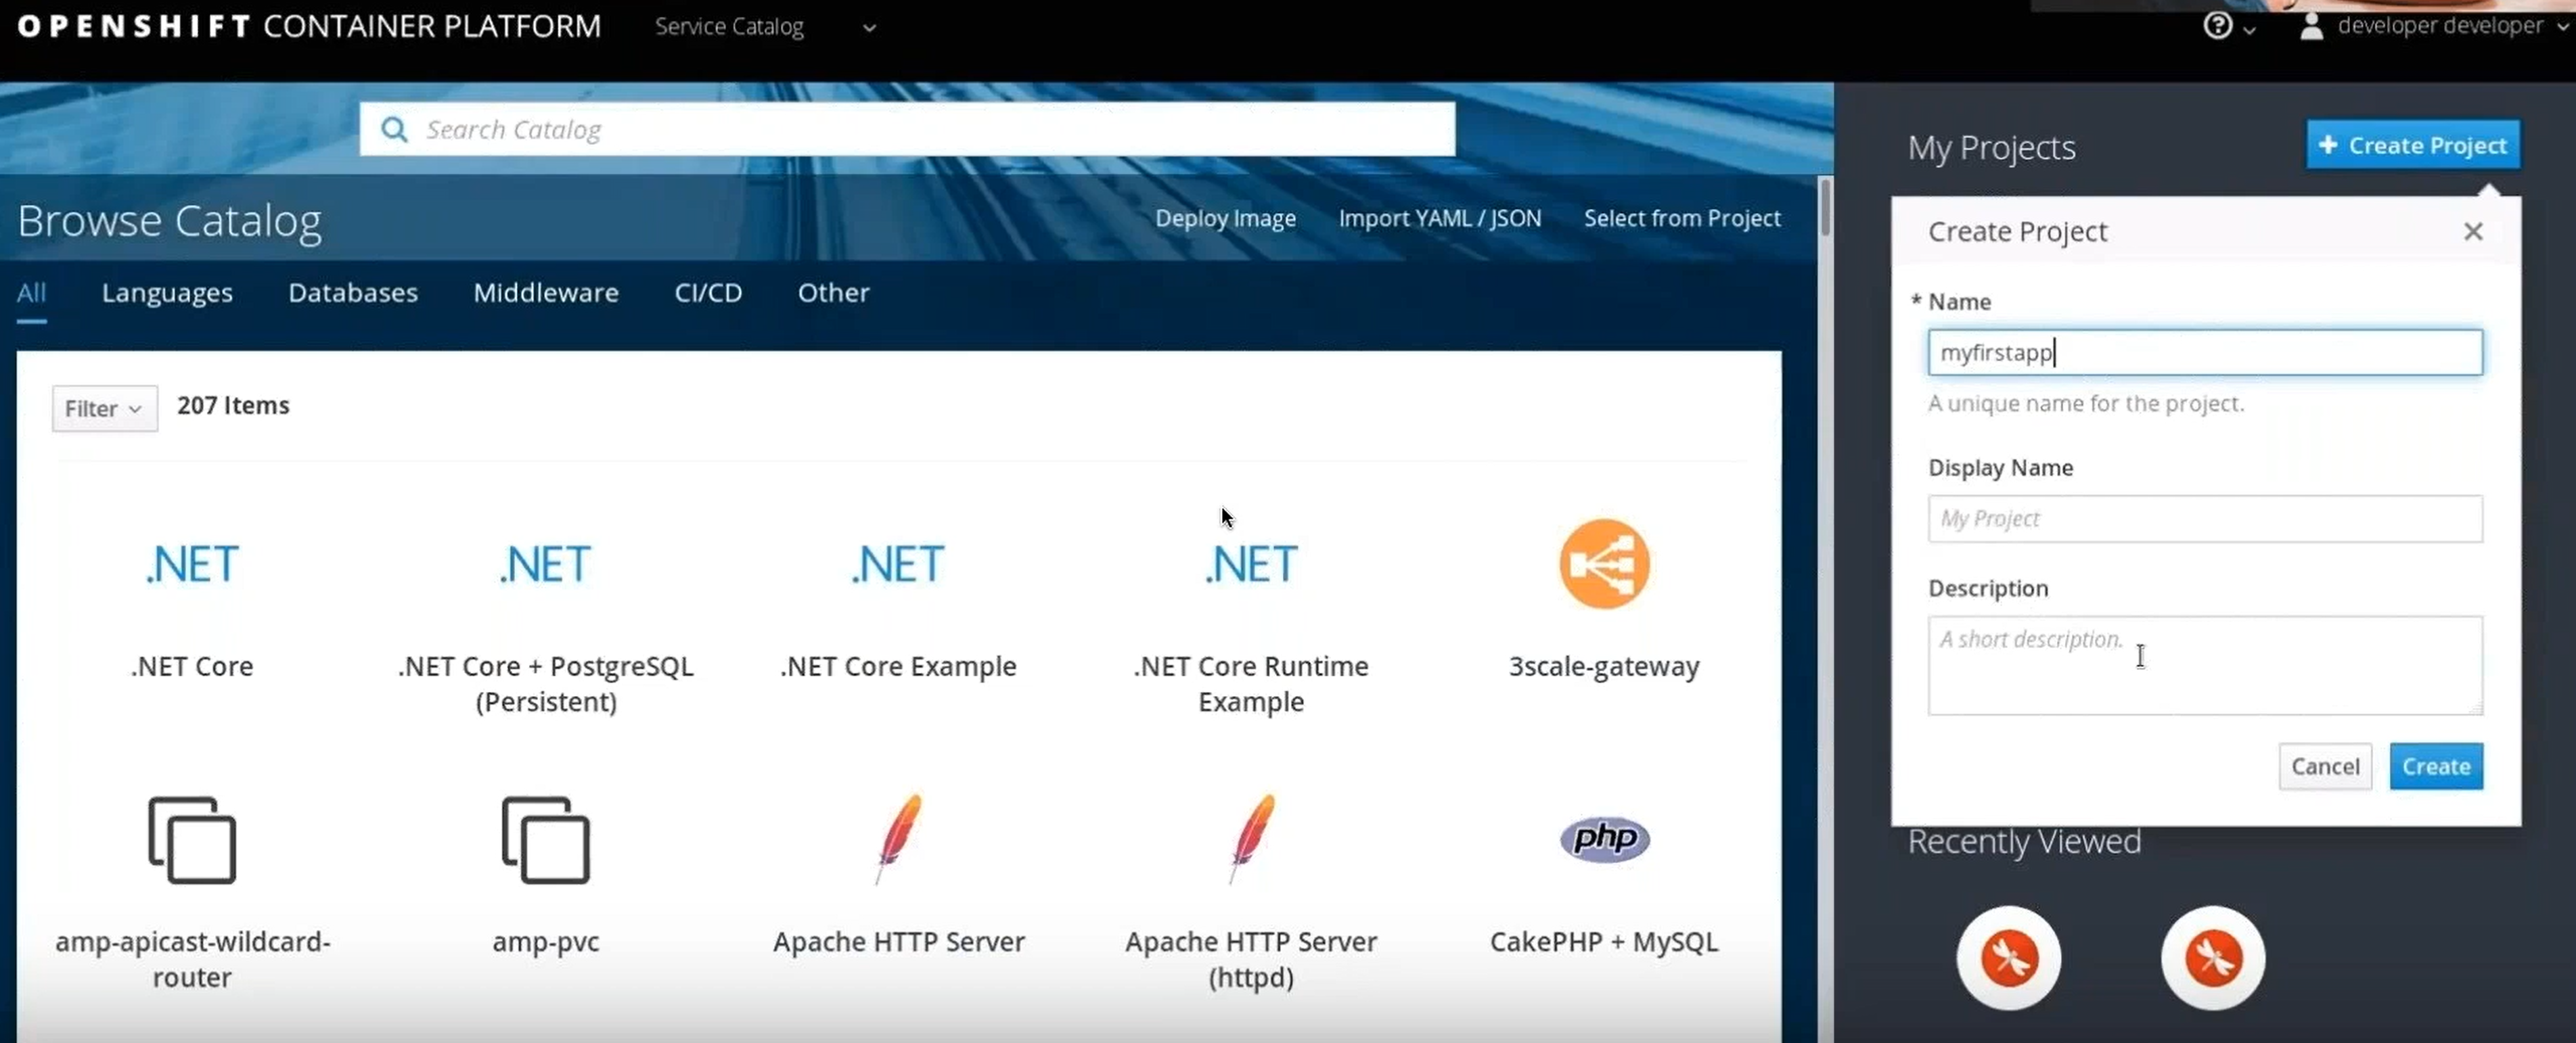 OPENSHIFT CONTAINER PLATFORM
Service Catalog
developer developer
Search Catalog
Browse Catalog
Deploy Image
Import YAML / JSON
Select from Project
All
Languages
Databases
Middleware
CI/CD
Other
Filter
207 Items
.NET
.NET
.NET
.NET
.NET Core
.NET Core + PostgreSQL
(Persistent)
.NET Core Example
.NET Core Runtime
Example
3scale-gateway
php
amp-apicast-wildcard-
router
amp-pvc
Apache HTTP Server
Apache HTTP Server
(httpd)
CakePHP + MySQL
My Projects
+ Create Project
Create Project
* Name
myfirstapp
A unique name for the project.
Display Name
My Project
Description
A short description.
Cancel
Create
Recently Viewed